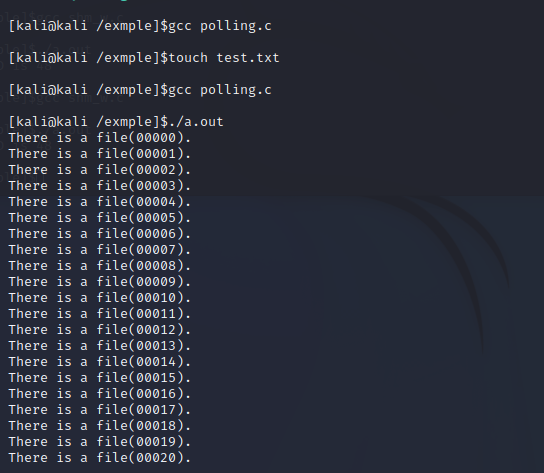 [kali@kali /exmple]$gcc polling.c
[kali@kali /exmple]$touch test.txt
[kali@kali /exmple]$gcc polling.c
[kali@kali /exmple]$./a.out
There is a file(00000).
There is a file(00001).
There is a file(00002).
There is a file(00003).
There is a file(00004).
There is a file(00005).
There is a file(00006).
There is a file(00007).
There is a file(00008).
There is a file(00009).
There is a file(00010).
There is a file(00011).
There is a file(00012).
There is a file(00013).
There is a file(00014).
There is a file(00015).
There is a file(00016).
There is a file(00017).
There is a file(00018).
There is a file(00019).
There is a file(00020).